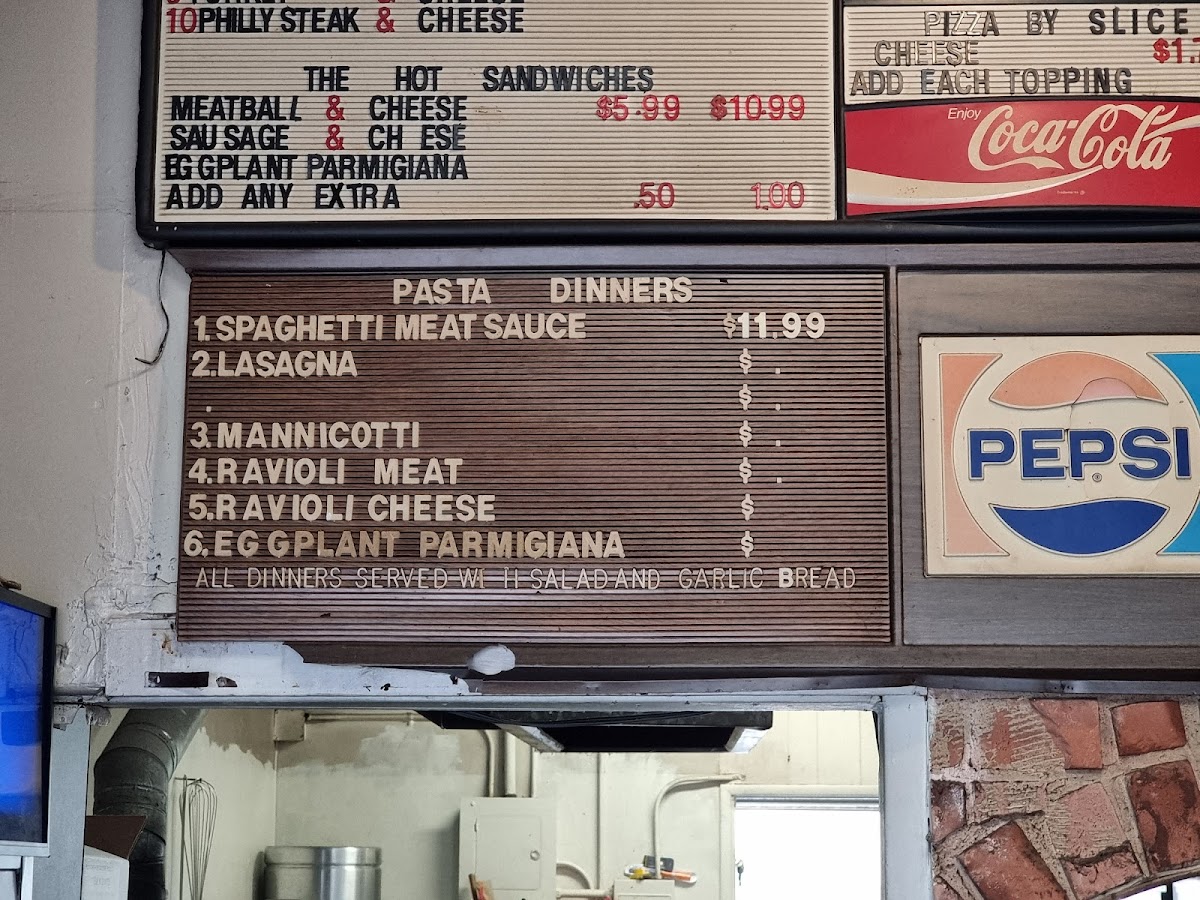 10PHILLY STEAK & CHEESE
THE HOT SANDWICHES
MEATBALL & CHEESE $5.99 $10.99
SAU SAGE & CH ESE
EG GPLANT PARMIGIANA
ADD ANY EXTRA .50 1.00
PIZZA BY SLICE
CHEESE
ADD EACH TOPPING
Enjoy
Coca-Cola
PASTA DINNERS
1.SPAGHETTI MEAT SAUCE $11.99
2.LASAGNA $ .
. $ .
3.MANNICOTTI $ .
4.RAVIOLI MEAT $ .
5.RAVIOLI CHEESE $
6.EG GPLANT PARMIGIANA $
ALL DINNERS SERVED WI H SALAD AND GARLIC BREAD
PEPSI